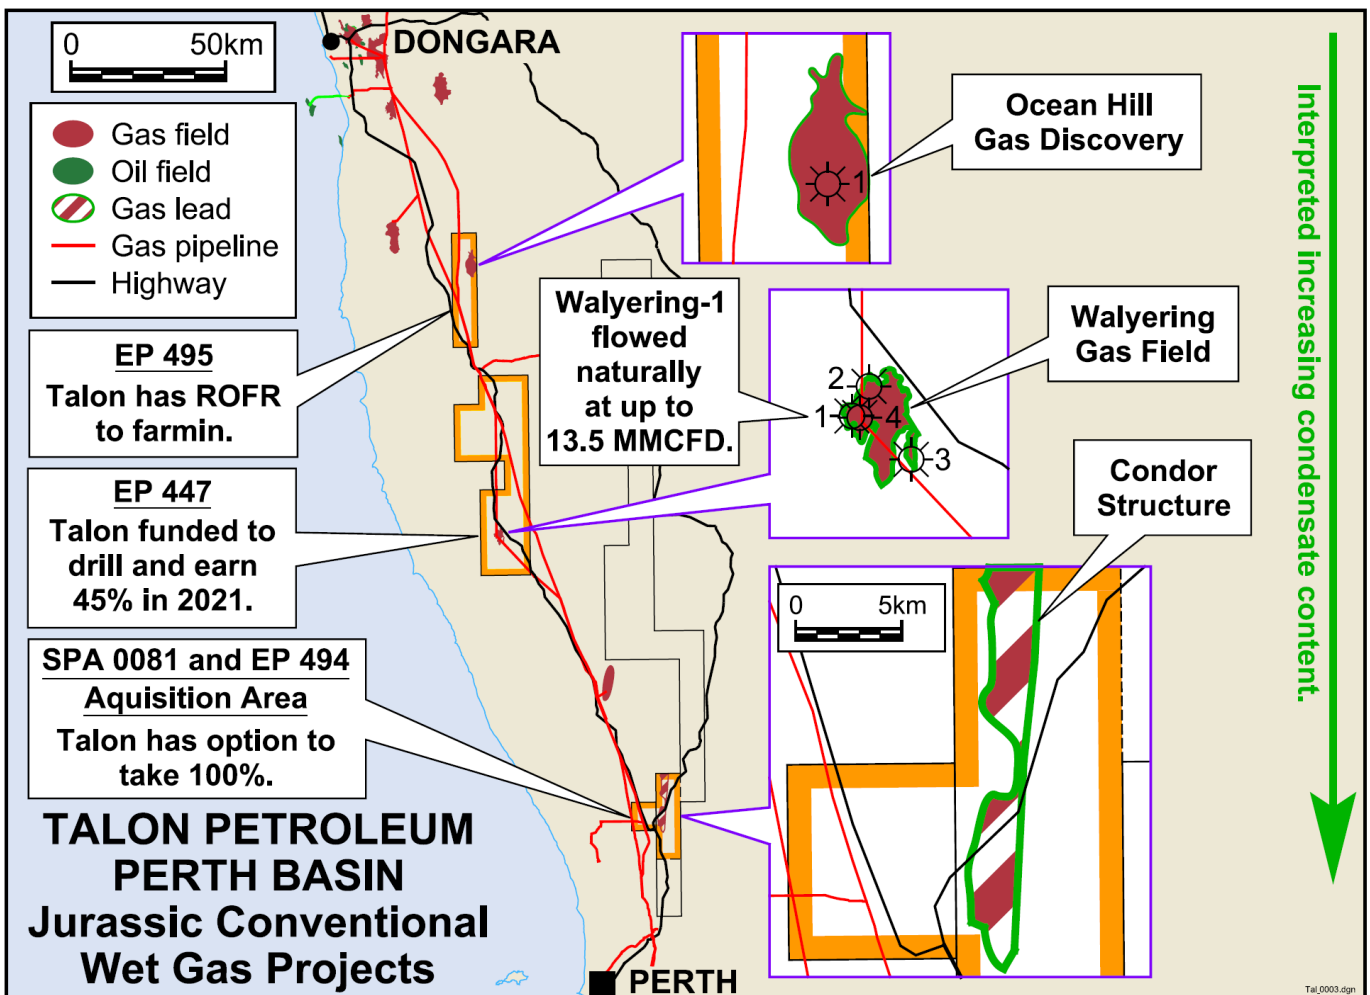 0 50km
Gas field
Oil field
Gas lead
Gas pipeline
Highway
DONGARA
EP 495
Talon has ROFR
to farmin.
EP 447
Talon funded to
drill and earn
45% in 2021.
SPA 0081 and EP 494
Aquisition Area
Talon has option to
take 100%.
TALON PETROLEUM
PERTH BASIN
Jurassic Conventional
Wet Gas Projects
PERTH
Ocean Hill
Gas Discovery
1
Walyering-1
flowed
naturally
at up to
13.5 MMCFD.
Walyering
Gas Field
2
1
4
3
Condor
Structure
0 5km
Interpreted increasing condensate content.
Tal_0003.dgn